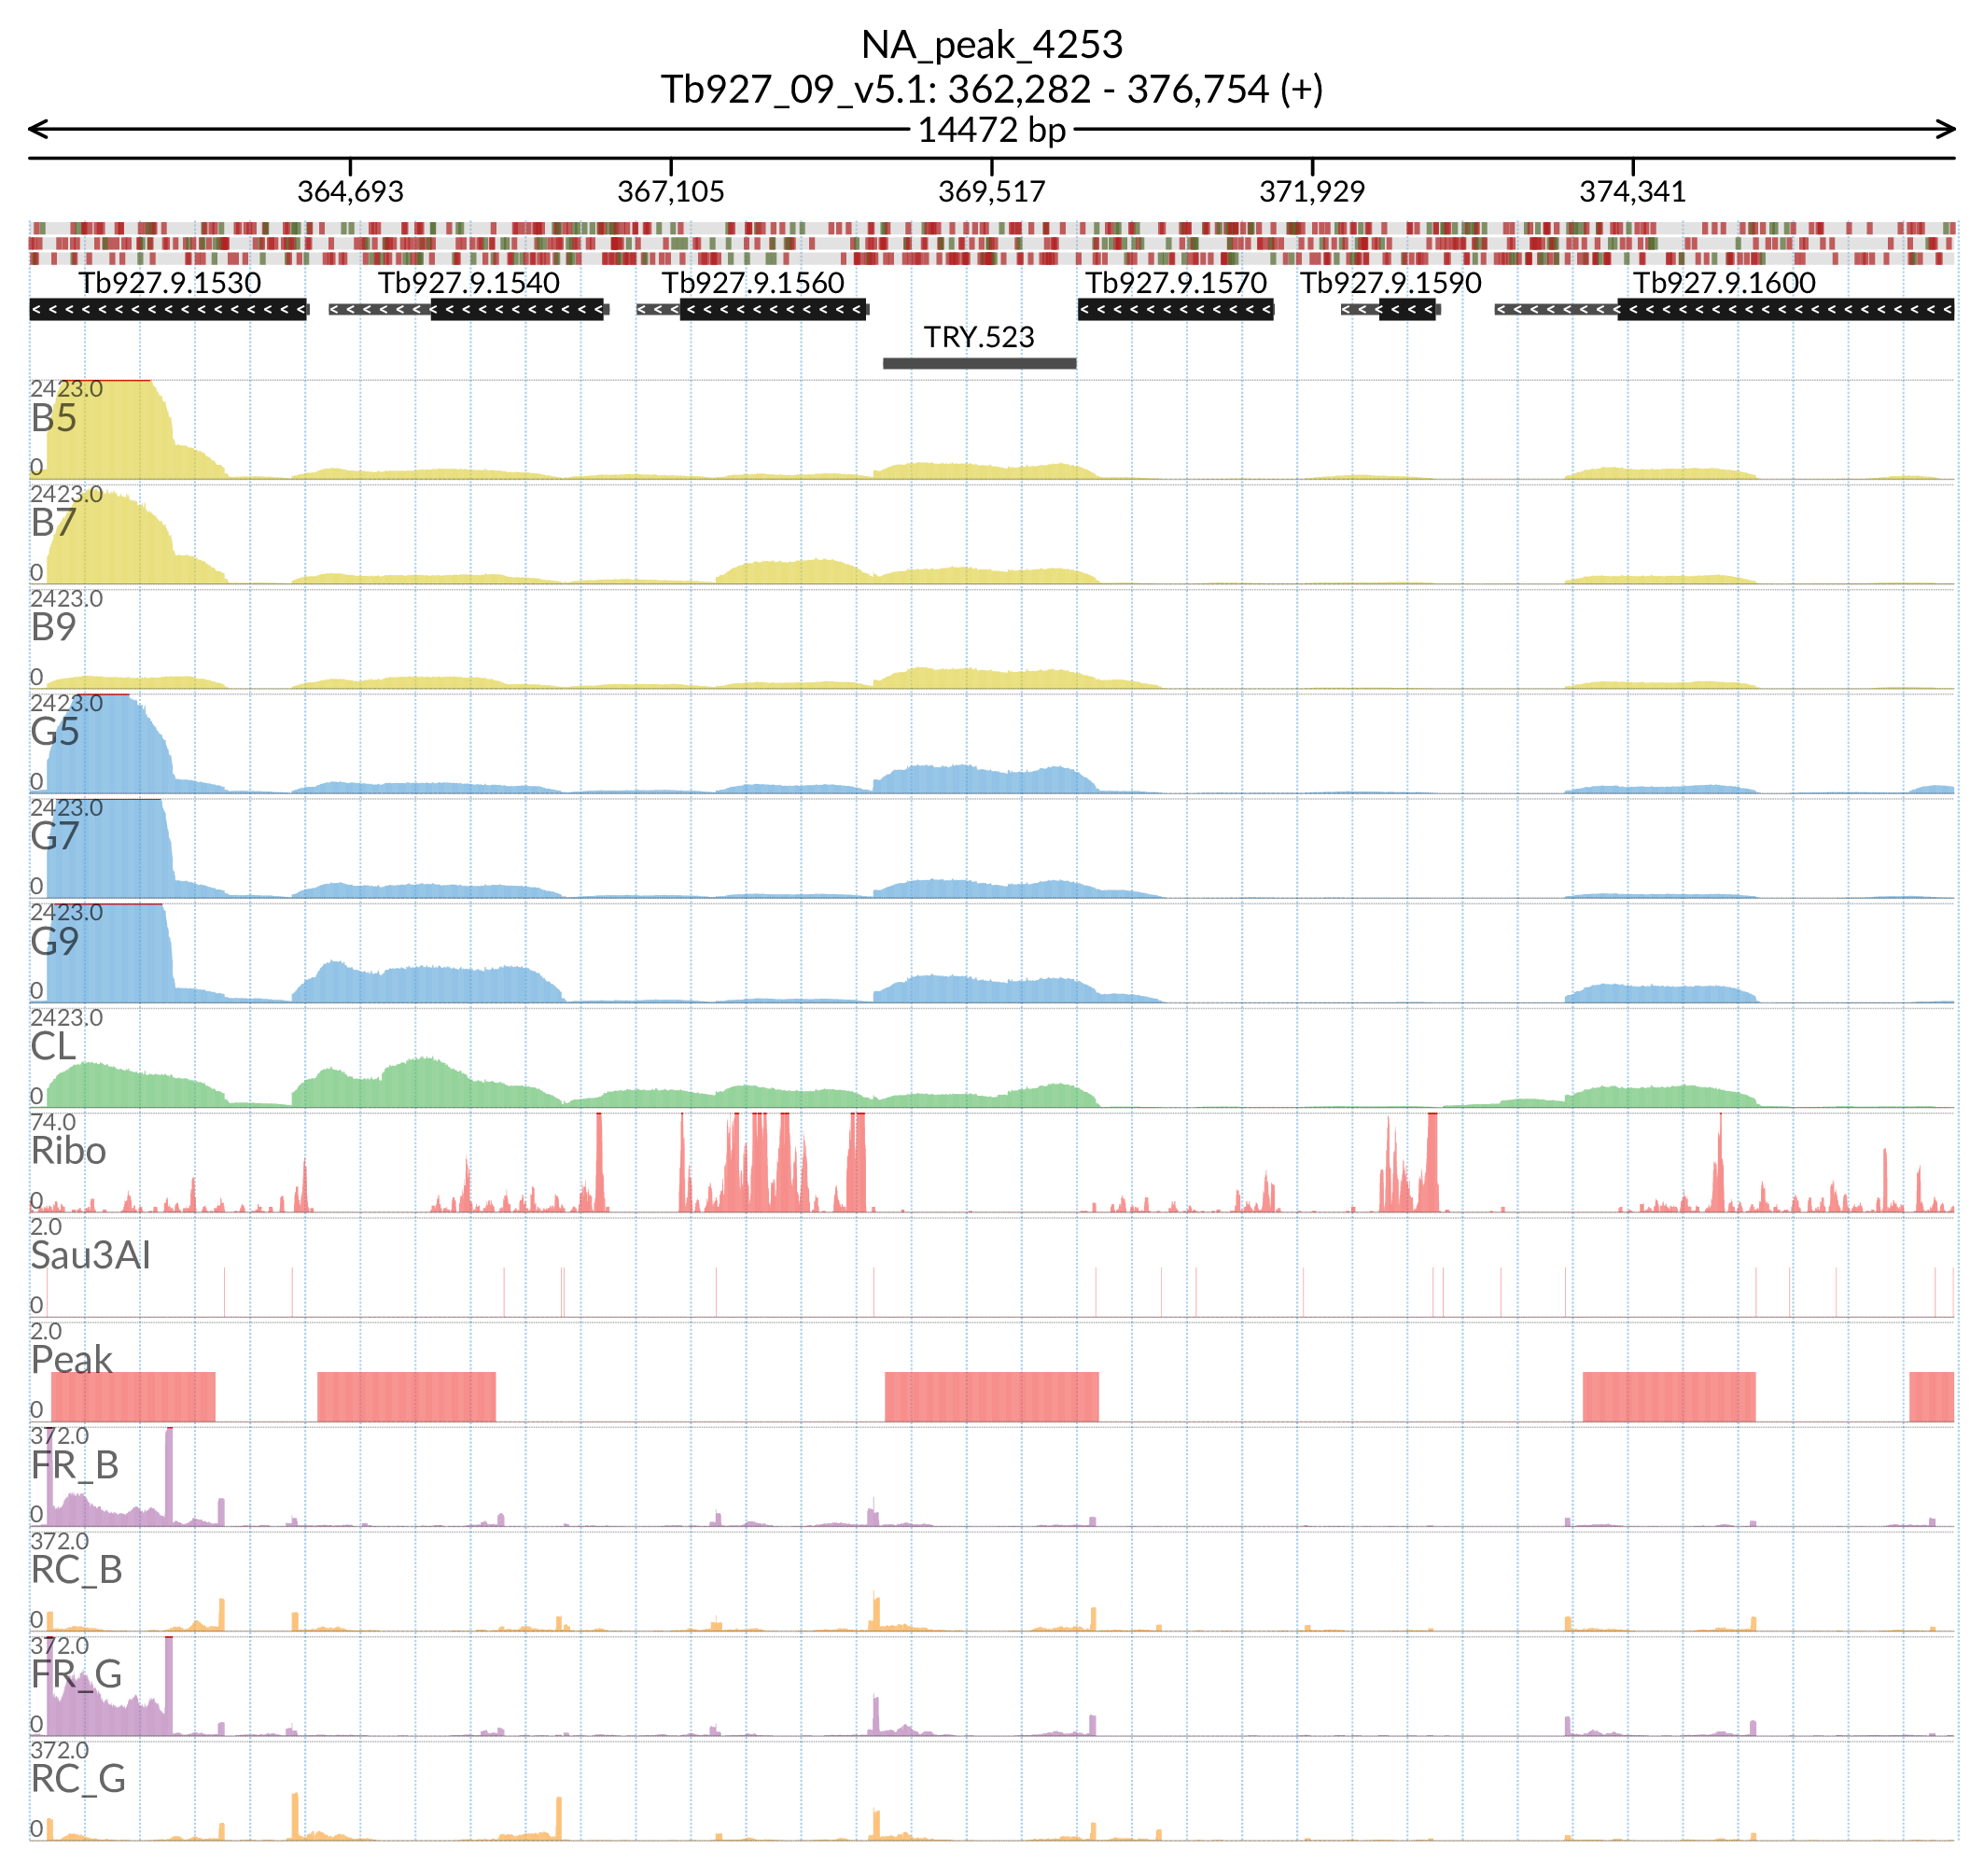 NA_peak_4253
Tb927_09_v5.1: 362,282 - 376,754 (+)
14472 bp
364,693 367,105 369,517 371,929 374,341
Tb927.9.1530 Tb927.9.1540 Tb927.9.1560 Tb927.9.1570 Tb927.9.1590 Tb927.9.1600
TRY.523
2423.0
B5
0
2423.0
B7
0
2423.0
B9
0
2423.0
G5
0
2423.0
G7
0
2423.0
G9
0
2423.0
CL
0
74.0
Ribo
0
2.0
Sau3AI
0
2.0
Peak
0
372.0
FR_B
0
372.0
RC_B
0
372.0
FR_G
0
372.0
RC_G
0